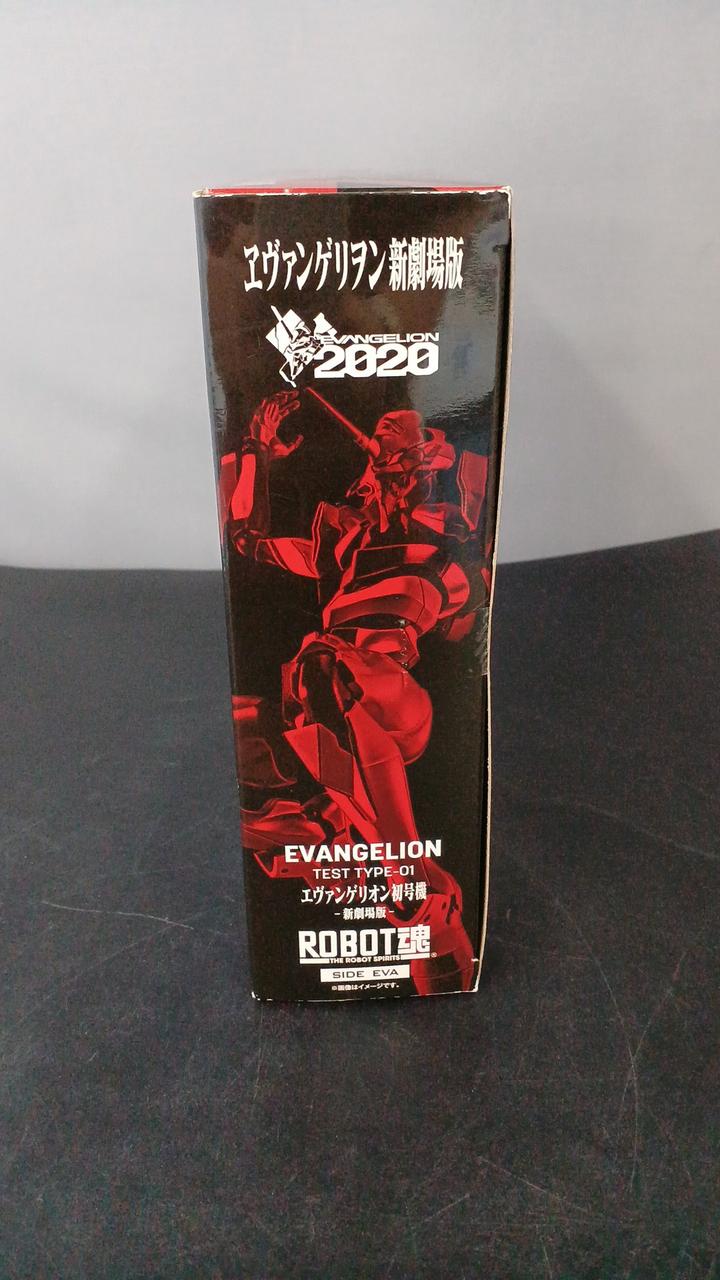 ヱヴァンゲリヲン新劇場版
EVANGELION
2020
EVANGELION
TEST TYPE-01
エヴァンゲリオン初号機
-新劇場版-
ROBOT魂
THE ROBOT SPIRITS
SIDE EVA
※画像はイメージです。